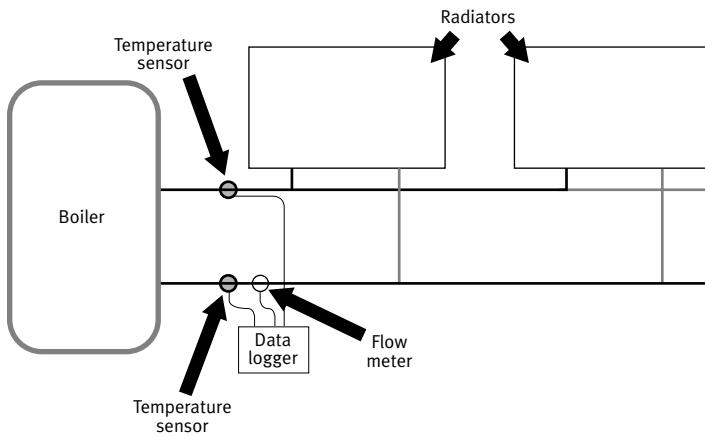 Radiators
Temperature
sensor
Boiler
Data
logger
Flow
meter
Temperature
sensor